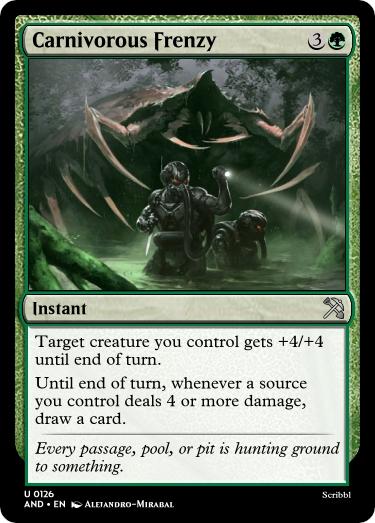 Carnivorous Frenzy 3
Instant
Target creature you control gets +4/+4
until end of turn.
Until end of turn, whenever a source
you control deals 4 or more damage,
draw a card.
Every passage, pool, or pit is hunting ground
to something.
U 0126
Scribbl
AND • EN Alejandro-Mirabal